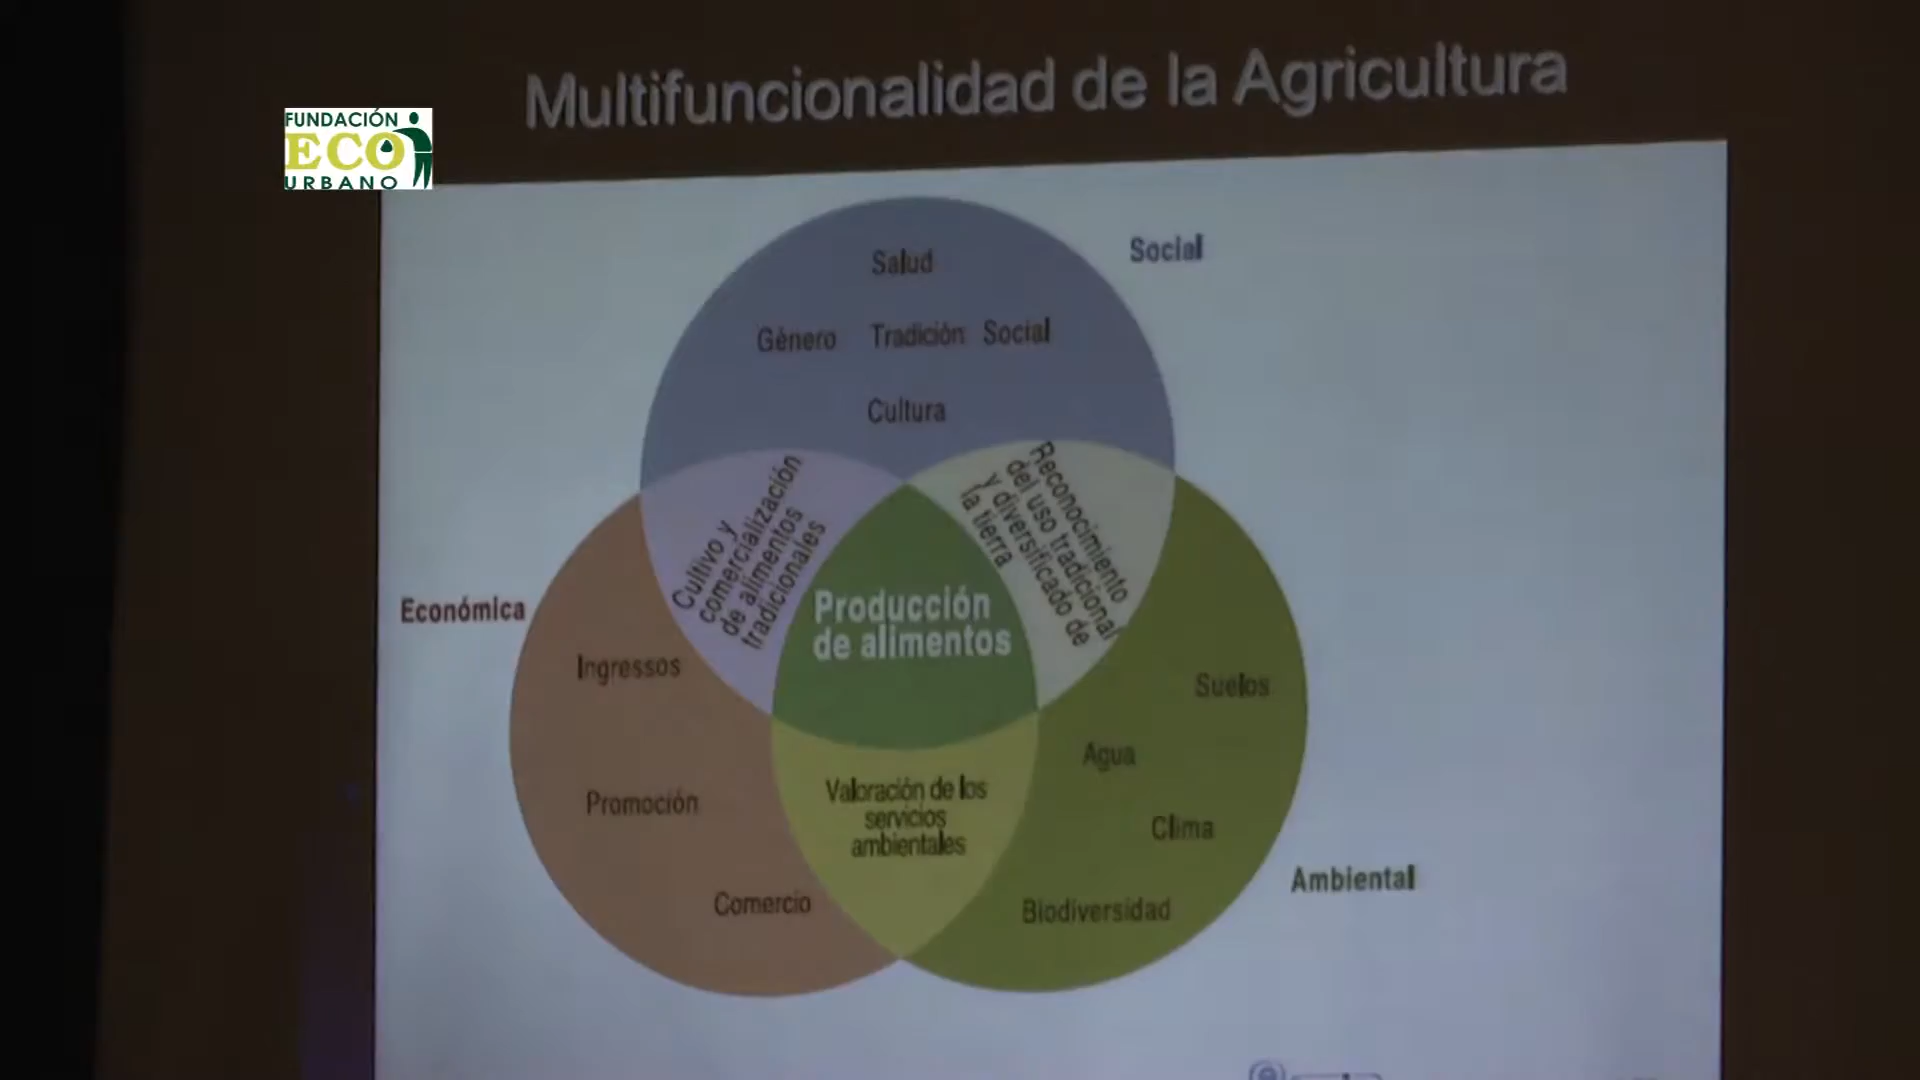 Multifuncionalidad de la Agricultura
FUNDACIÓN
ECO
URBANO
Social
Salud
Género Tradición Social
Cultura
Cultivo y
comercialización
de alimentos
tradicionales
Reconocimiento
del uso tradicional
Y diversificado de
la tierra
Económica
Producción
de alimentos
Ingressos
Promoción
Comercio
Valoración de los
servicios
ambientales
Suelos
Agua
Clima
Biodiversidad
Ambiental